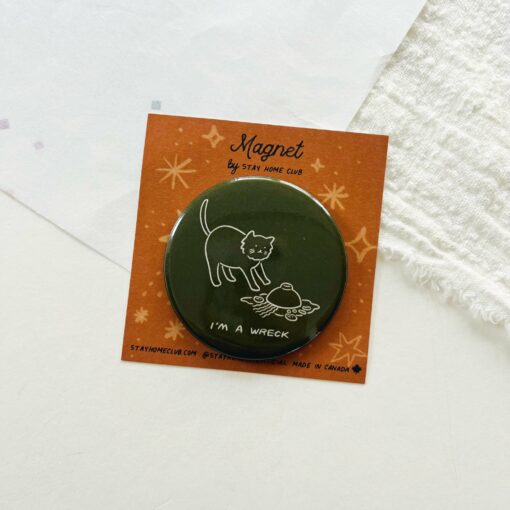 Magnet
by STAY HOME CLUB
I'M A WRECK
STAYHOMECLUB.COM MADE IN CANADA